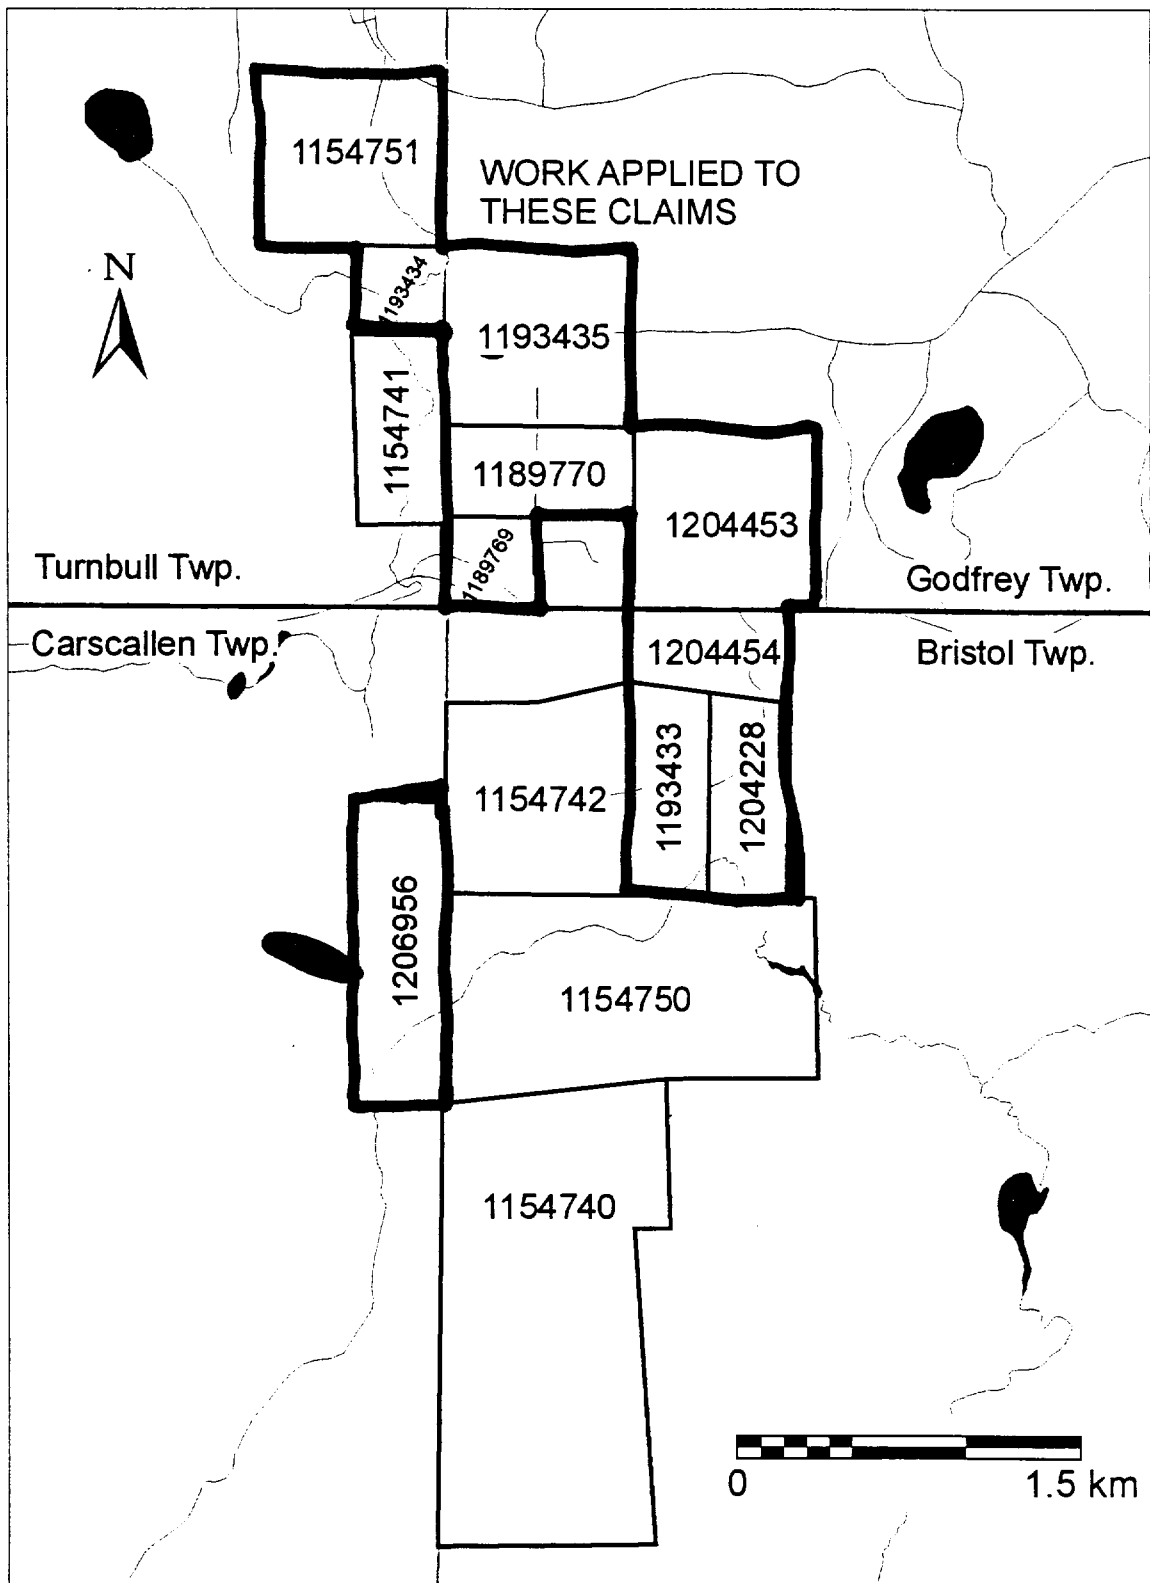 1154751
WORK APPLIED TO
THESE CLAIMS
N
1193434
1193435
1154741
1189770
1204453
1189769
Turnbull Twp.
Godfrey Twp.
Carscallen Twp.
1204454
Bristol Twp.
1154742
1193433
1204228
1206956
1154750
1154740
0
1.5 km